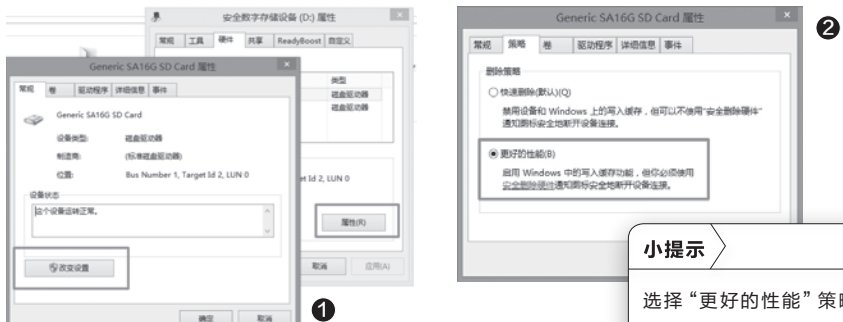 安全数字存储设备 (D:) 属性
常规 工具 硬件 共享 ReadyBoost 自定义
类型
磁盘驱动器
磁盘驱动器
et Id 2, LUN 0
属性(R)
取消 应用(A)
Generic SA16G SD Card 属性
常规 卷 驱动程序 详细信息 事件
Generic SA16G SD Card
设备类型: 磁盘驱动器
制造商: (标准磁盘驱动器)
位置: Bus Number 1, Target Id 2, LUN 0
设备状态
这个设备运转正常。
改变设置
确定 取消
❶
Generic SA16G SD Card 属性
❷
常规 策略 卷 驱动程序 详细信息 事件
删除策略
快速删除(默认)(Q)
禁用设备和 Windows 上的写入缓存，但可以不使用"安全删除硬件"
通知图标安全地断开设备连接。
更好的性能(B)
启用 Windows 中的写入缓存功能，但你必须使用
安全删除硬件通知图标安全地断开设备连接。
小提示
选择“更好的性能”策